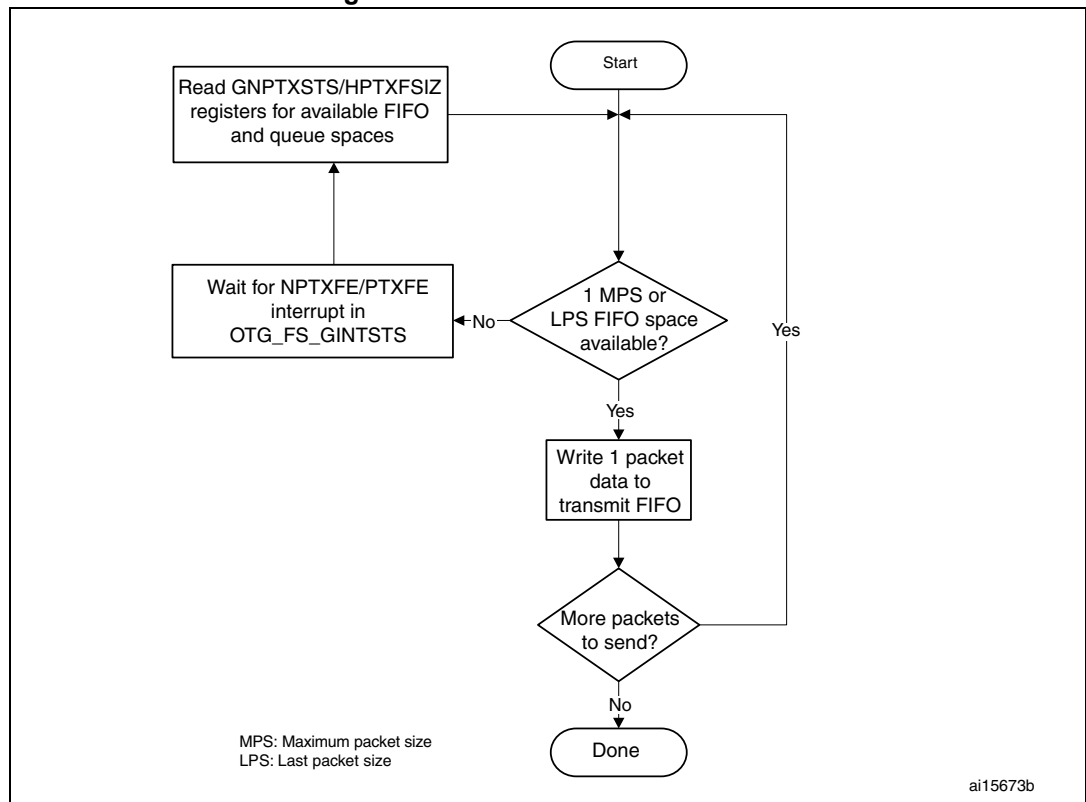 Start
Read GNPTXSTS/HPTXFSIZ
registers for available FIFO
and queue spaces
Wait for NPTXFE/PTXFE
interrupt in
OTG_FS_GINTSTS
No
1 MPS or
LPS FIFO space
available?
Yes
Yes
Write 1 packet
data to
transmit FIFO
More packets
to send?
No
Done
MPS: Maximum packet size
LPS: Last packet size
ai15673b